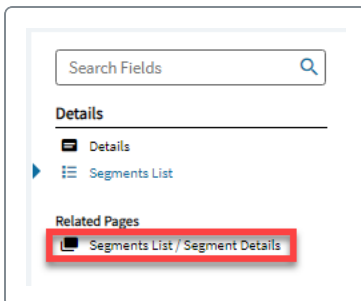 Search Fields
Details
Details
Segments List
Related Pages
Segments List / Segment Details